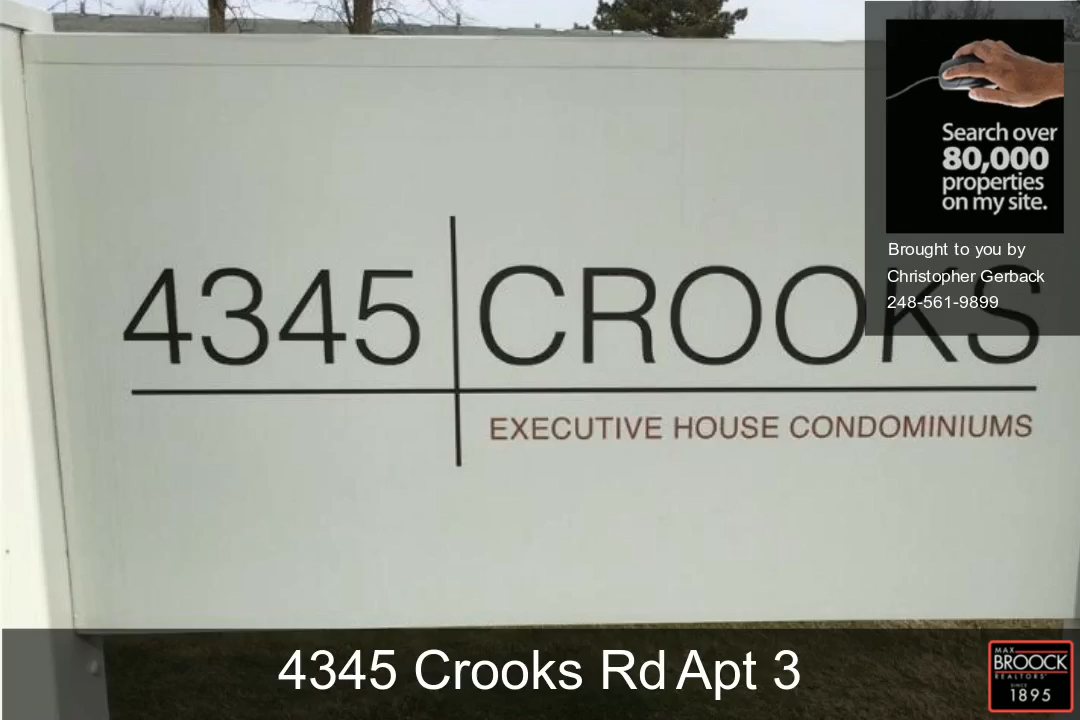 Search over
80,000
properties
on my site.
Brought to you by
Christopher Gerback
248-561-9899
4345 CROOKS
EXECUTIVE HOUSE CONDOMINIUMS
4345 Crooks Rd Apt 3
MAX
BROOCK
REALTORS
SINCE
1895